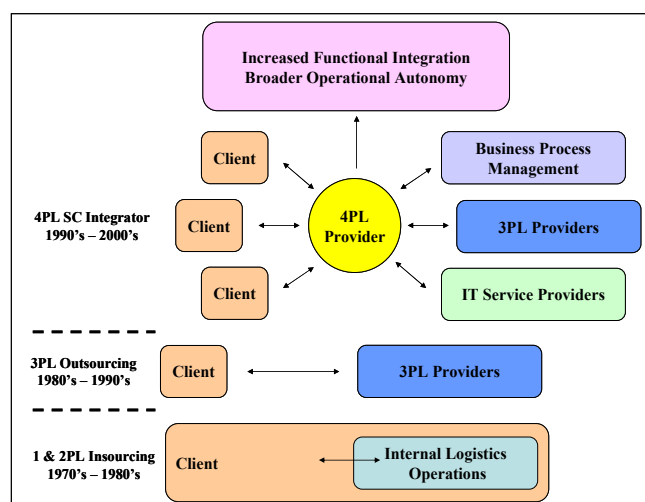 Increased Functional Integration
Broader Operational Autonomy
Client
Business Process
Management
4PL SC Integrator
1990's – 2000's
Client
4PL
Provider
3PL Providers
Client
IT Service Providers
3PL Outsourcing
1980's – 1990's
Client
3PL Providers
1 & 2PL Insourcing
1970's – 1980's
Client
Internal Logistics
Operations